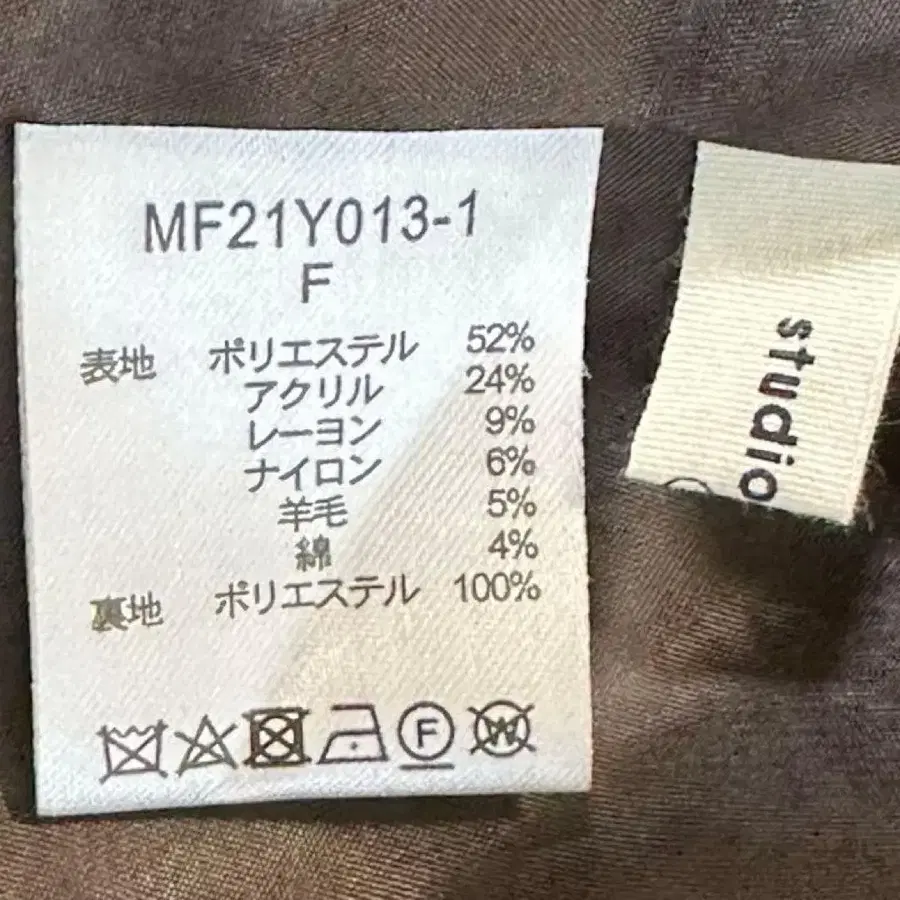 MF21Y013-1
F
表地 ポリエステル 52%
アクリル 24%
レーヨン 9%
ナイロン 6%
羊毛 5%
綿 4%
裏地 ポリエステル 100%
F W
studio